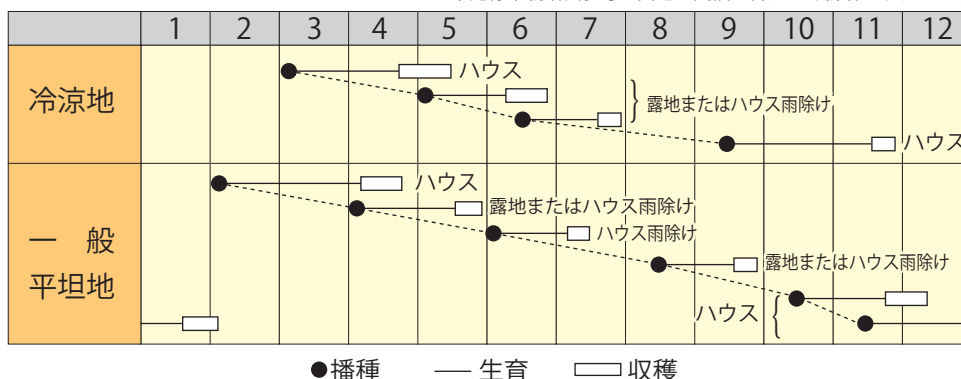 1 2 3 4 5 6 7 8 9 10 11 12
冷涼地
ハウス
露地またはハウス雨除け
ハウス
一般
平坦地
ハウス
露地またはハウス雨除け
ハウス雨除け
露地またはハウス雨除け
ハウス
●播種 ― 生育 □ 収穫